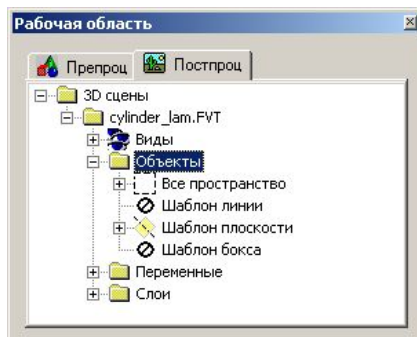 Рабочая область
Препроц Постпроц
3D сцены
cylinder_lam.FVT
Виды
Объекты
Все пространство
Шаблон линии
Шаблон плоскости
Шаблон бокса
Переменные
Слои